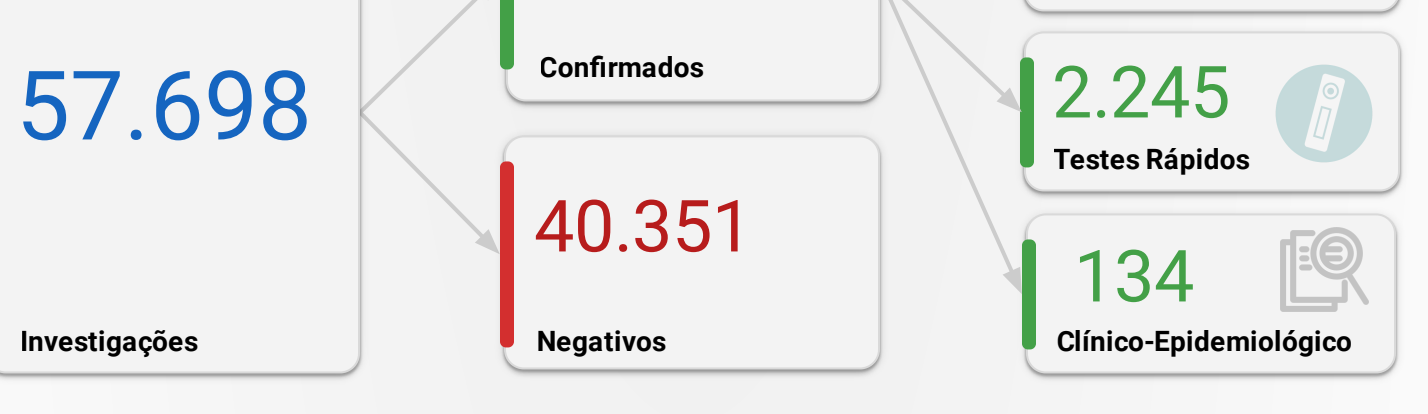 57.698
Investigações
Confirmados
40.351
Negativos
2.245
Testes Rápidos
134
Clínico-Epidemiológico